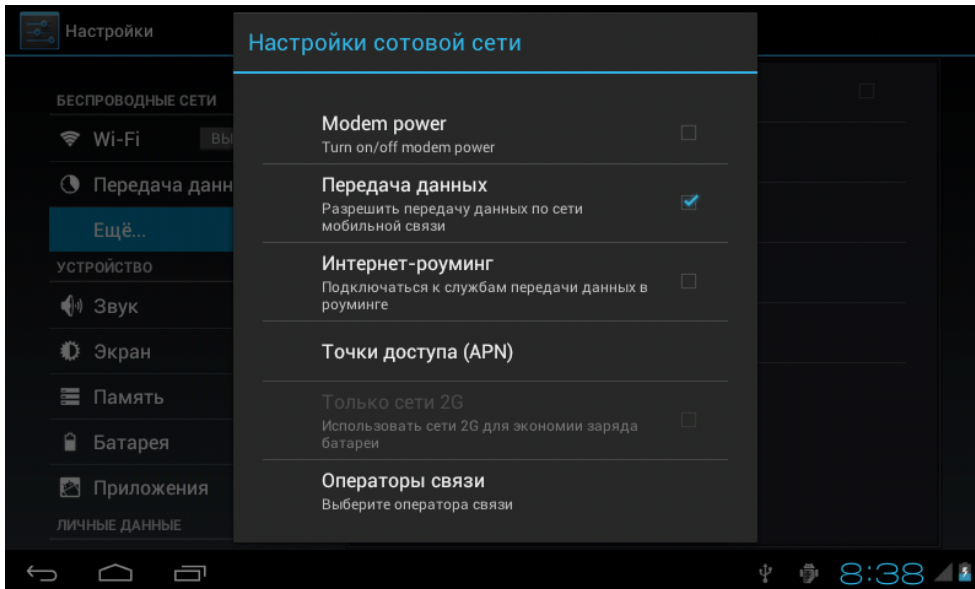 Настройки
БЕСПРОВОДНЫЕ СЕТИ
Wi-Fi
ВЫ
Передача данн
Ещё...
УСТРОЙСТВО
Звук
Экран
Память
Батарея
Приложения
ЛИЧНЫЕ ДАННЫЕ
Настройки сотовой сети
Modem power
Turn on/off modem power
Передача данных
Разрешить передачу данных по сети
мобильной связи
Интернет-роуминг
Подключаться к службам передачи данных в
роуминге
Точки доступа (APN)
Только сети 2G
Использовать сети 2G для экономии заряда
батареи
Операторы связи
Выберите оператора связи
8:38